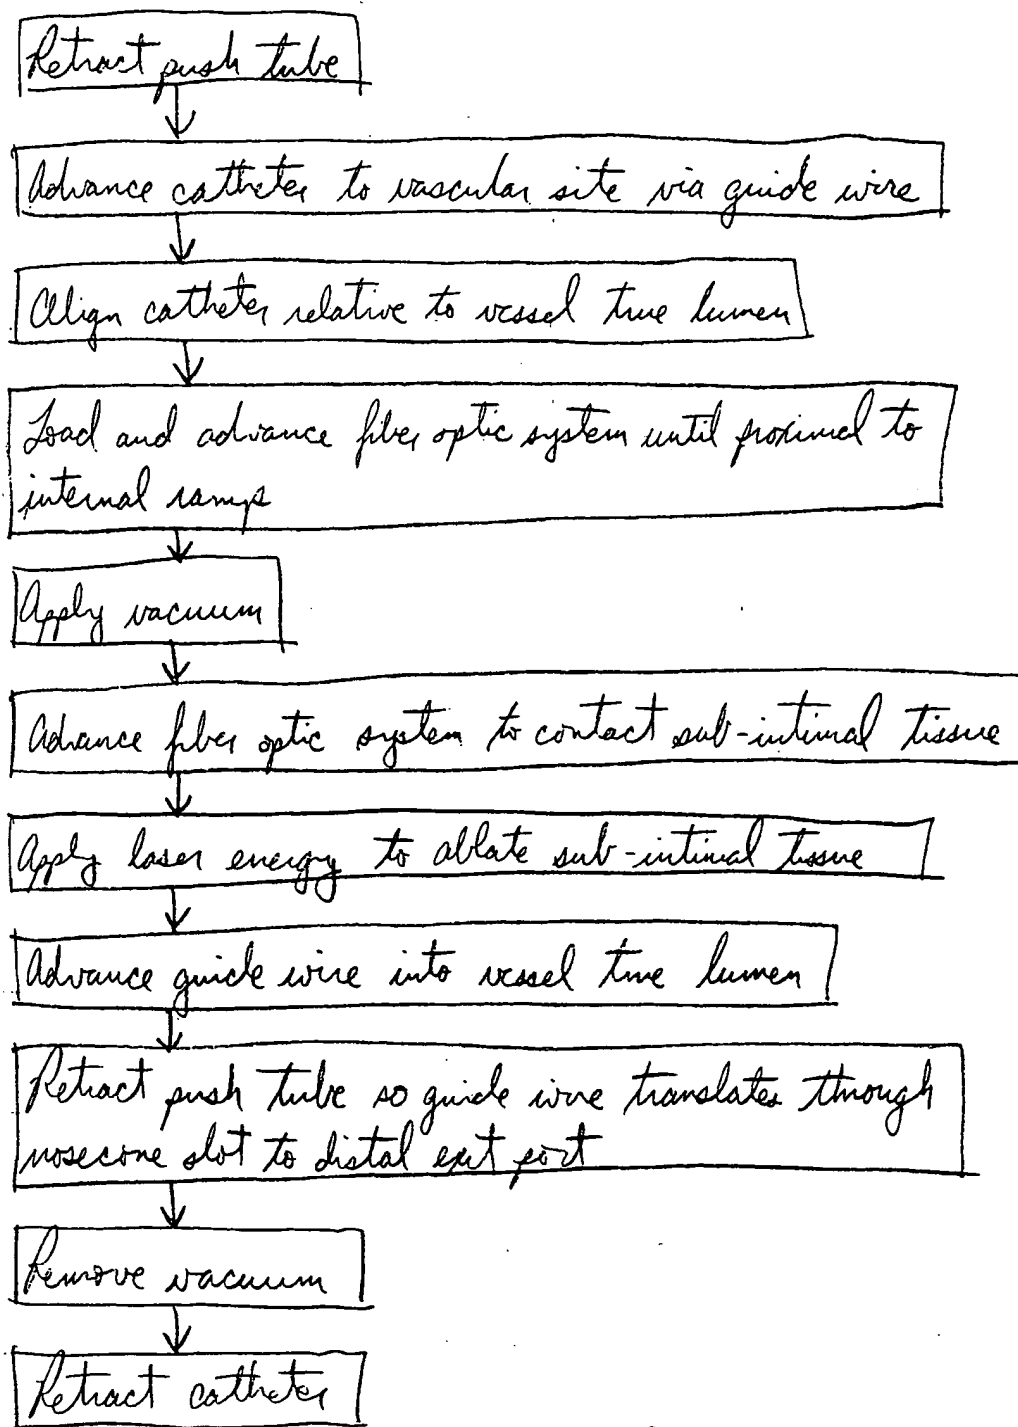 Retract push tube
Advance catheter to vascular site via guide wire
Align catheter relative to vessel true lumen
Load and advance fiber optic system until proximal to
internal ramp
Apply vacuum
Advance fiber optic system to contact sub-intimal tissue
Apply laser energy to ablate sub-intimal tissue
Advance guide wire into vessel true lumen
Retract push tube so guide wire translates through
nosecone slot to distal exit port
Remove vacuum
Retract catheter